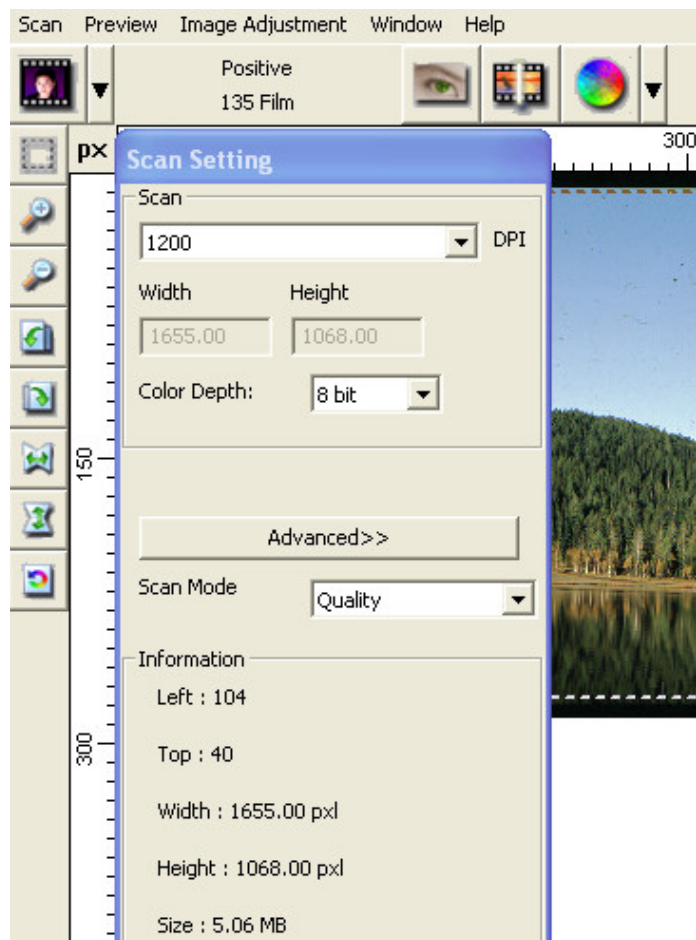 Scan Preview Image Adjustment Window Help
Positive
135 Film
px
300
Scan Setting
Scan
1200 DPI
Width Height
1655.00 1068.00
Color Depth: 8 bit
150
Advanced>>
Scan Mode Quality
Information
Left : 104
300
Top : 40
Width : 1655.00 pxl
Height : 1068.00 pxl
Size : 5.06 MB